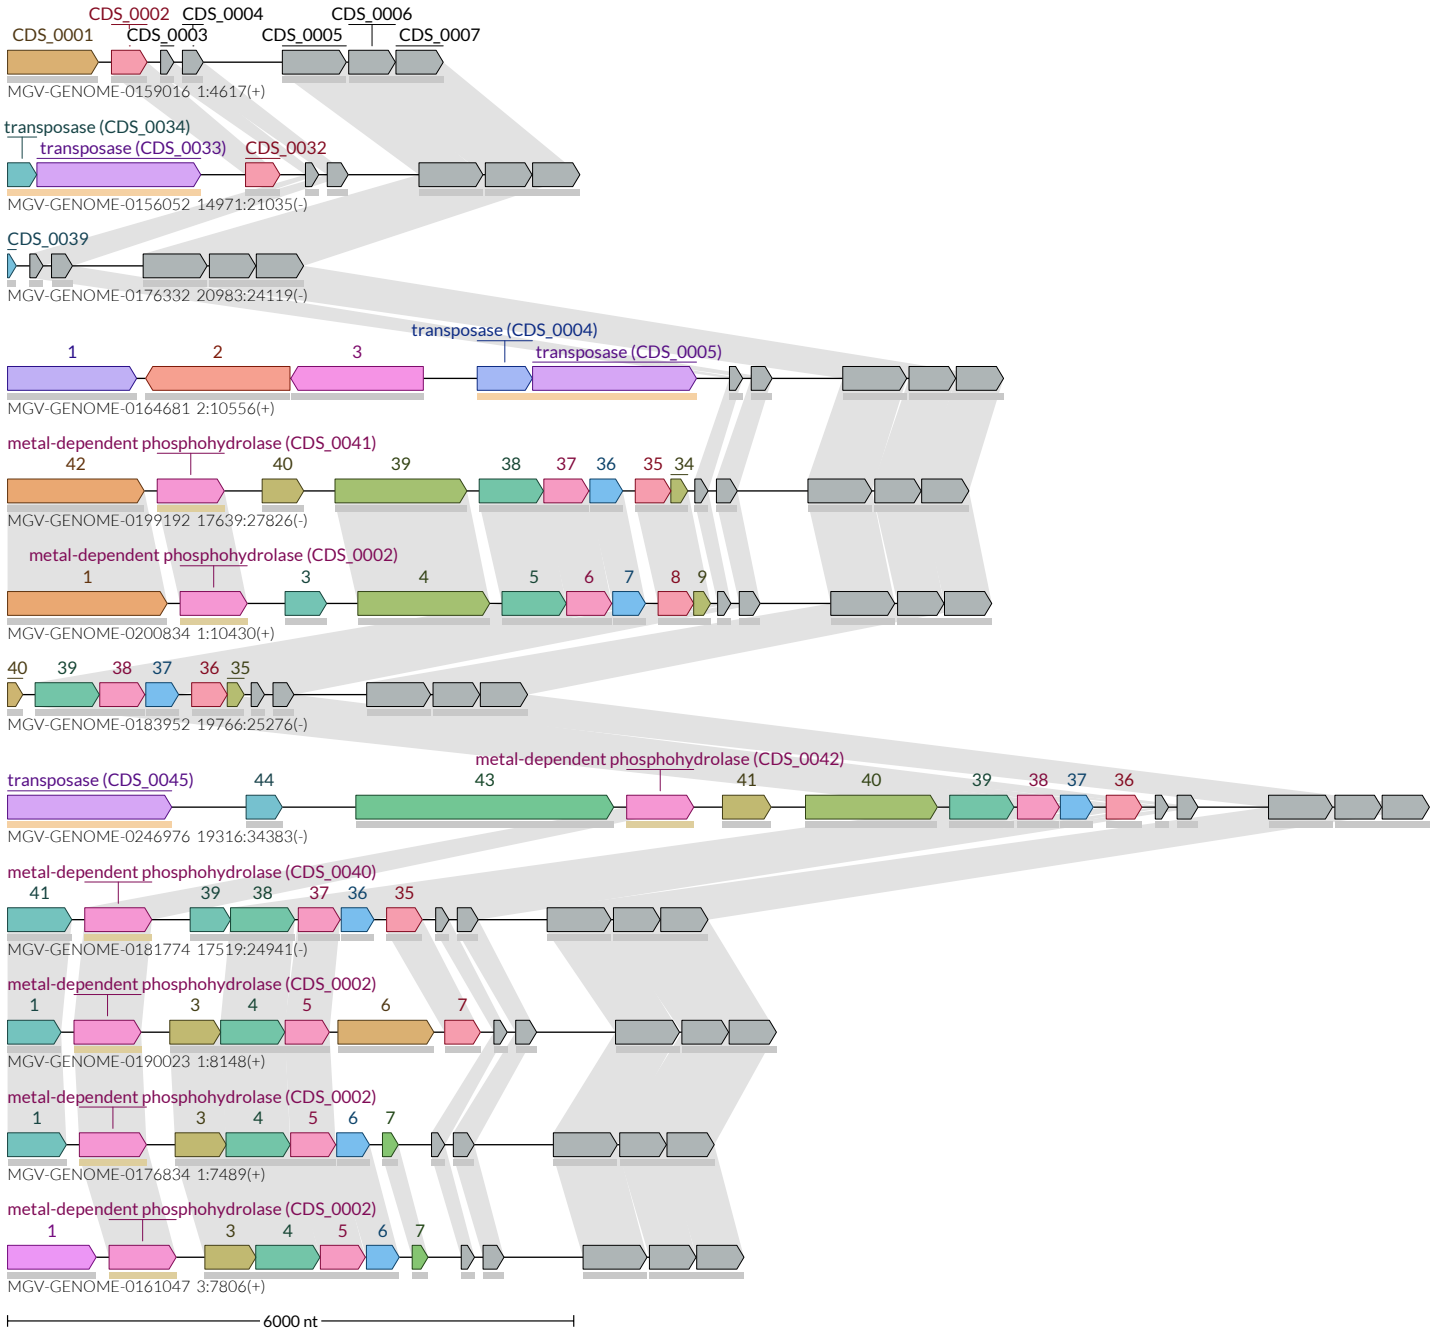 CDS_0002 CDS_0004 CDS_0006
CDS_0001 CDS_0003 CDS_0005 CDS_0007
MGV-GENOME-0159016 1:4617(+)
transposase (CDS_0034)
transposase (CDS_0033) CDS_0032
MGV-GENOME-0156052 14971:21035(-)
CDS_0039
MGV-GENOME-0176332 20983:24119(-)
transposase (CDS_0004)
1 2 3 transposase (CDS_0005)
MGV-GENOME-0164681 2:10556(+)
metal-dependent phosphohydrolase (CDS_0041)
42 40 39 38 37 36 35 34
MGV-GENOME-0199192 17639:27826(-)
metal-dependent phosphohydrolase (CDS_0002)
1 3 4 5 6 7 8 9
MGV-GENOME-0200834 1:10430(+)
40 39 38 37 36 35
MGV-GENOME-0183952 19766:25276(-)
metal-dependent phosphohydrolase (CDS_0042)
transposase (CDS_0045) 44 43 41 40 39 38 37 36
MGV-GENOME-0246976 19316:34383(-)
metal-dependent phosphohydrolase (CDS_0040)
41 39 38 37 36 35
MGV-GENOME-0181774 17519:24941(-)
metal-dependent phosphohydrolase (CDS_0002)
1 3 4 5 6 7
MGV-GENOME-0190023 1:8148(+)
metal-dependent phosphohydrolase (CDS_0002)
1 3 4 5 6 7
MGV-GENOME-0176834 1:7489(+)
metal-dependent phosphohydrolase (CDS_0002)
1 3 4 5 6 7
MGV-GENOME-0161047 3:7806(+)
6000 nt